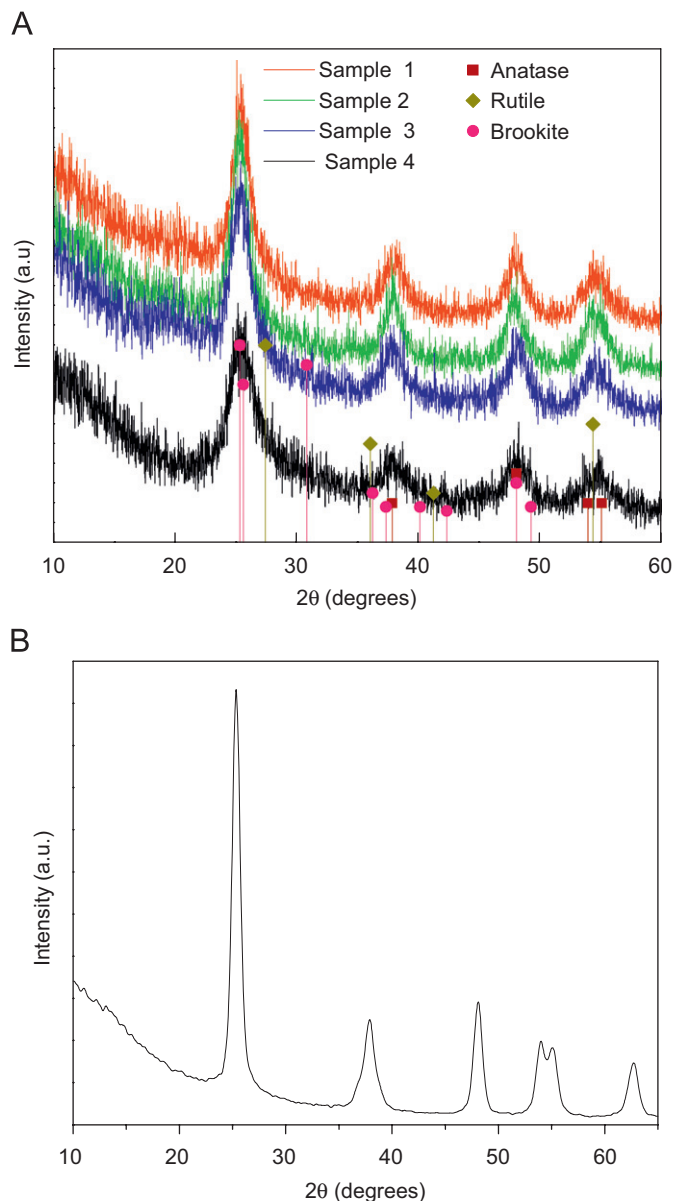 A
Sample 1
Sample 2
Sample 3
Sample 4
Anatase
Rutile
Brookite
Intensity (a.u)
10 20 30 40 50 60
2θ (degrees)
B
Intensity (a.u.)
10 20 30 40 50 60
2θ (degrees)